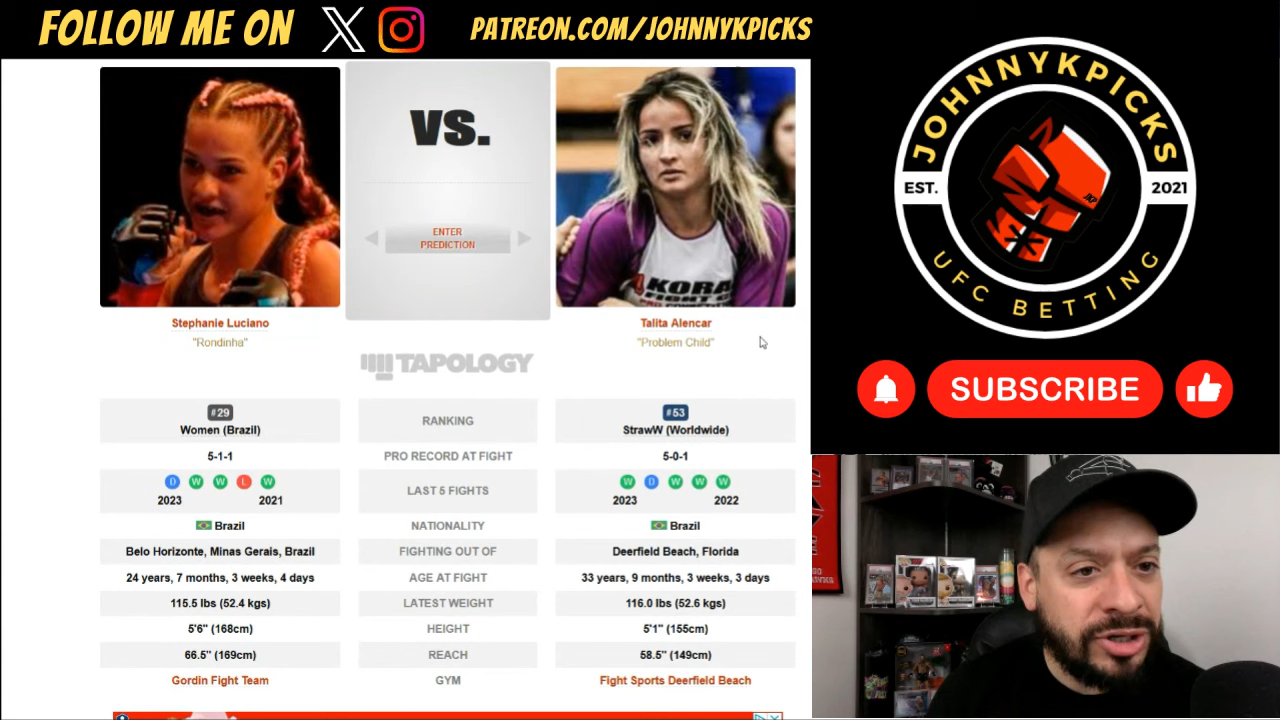 FOLLOW ME ON
PATREON.COM/JOHNNYKPICKS
VS.
ENTER
PREDICTION
KORA
Stephanie Luciano
"Rondinha"
Talita Alencar
"Problem Child"
TAPOLOGY
#29
Women (Brazil)
RANKING
#53
StrawW (Worldwide)
5-1-1
PRO RECORD AT FIGHT
5-0-1
D W W L W
2023 2021
LAST 5 FIGHTS
W D W W W
2023 2022
Brazil
NATIONALITY
Brazil
Belo Horizonte, Minas Gerais, Brazil
FIGHTING OUT OF
Deerfield Beach, Florida
24 years, 7 months, 3 weeks, 4 days
AGE AT FIGHT
33 years, 9 months, 3 weeks, 3 days
115.5 lbs (52.4 kgs)
LATEST WEIGHT
116.0 lbs (52.6 kgs)
5'6" (168cm)
HEIGHT
5'1" (155cm)
66.5" (169cm)
REACH
58.5" (149cm)
Gordin Fight Team
GYM
Fight Sports Deerfield Beach
JOHNNYKPICKS
EST.
2021
JKP
UFC BETTING
SUBSCRIBE